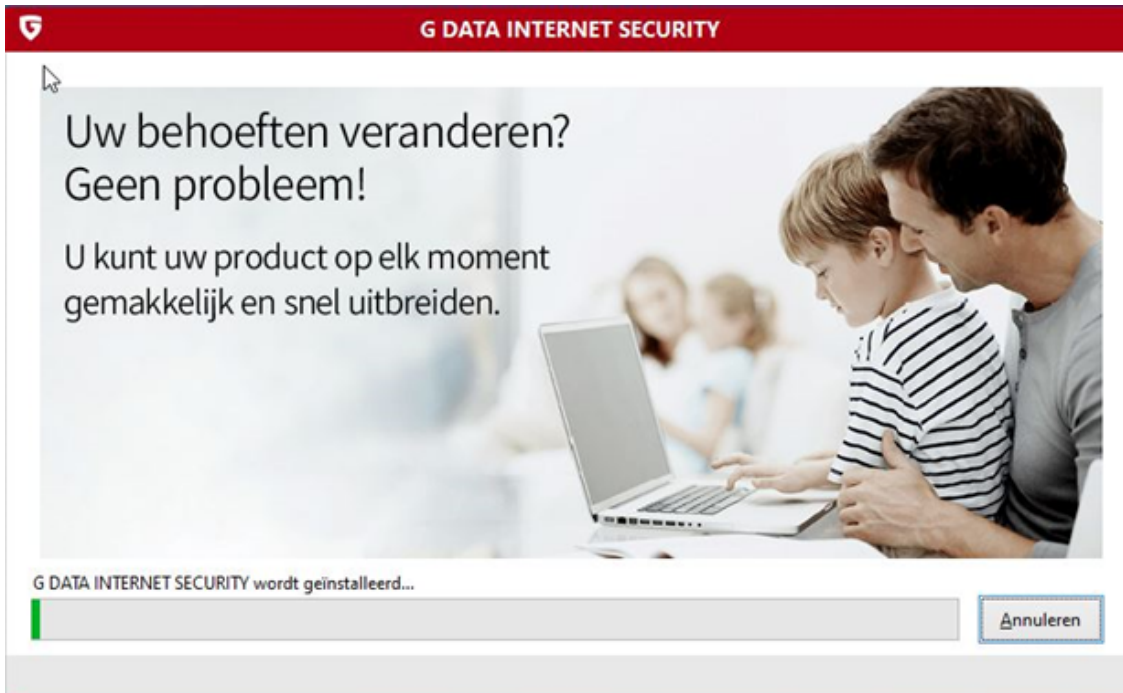 G DATA INTERNET SECURITY
Uw behoeften veranderen?
Geen probleem!
U kunt uw product op elk moment
gemakkelijk en snel uitbreiden.
G DATA INTERNET SECURITY wordt geïnstalleerd...
Annuleren